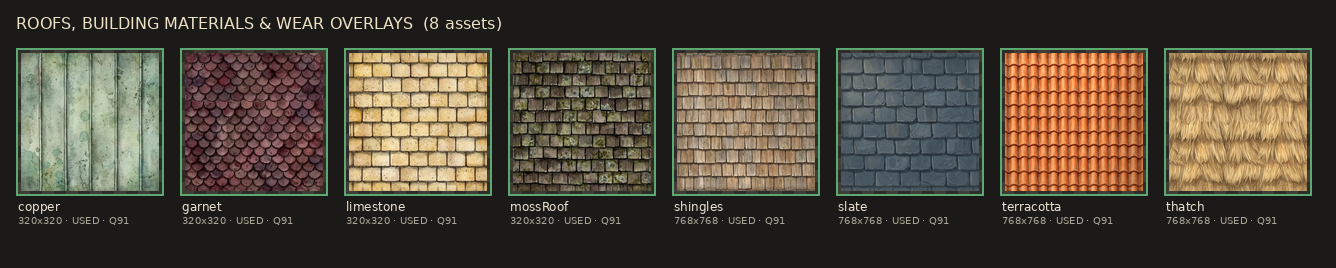 ROOFS, BUILDING MATERIALS & WEAR OVERLAYS (8 assets)
copper garnet limestone mossRoof shingles slate terracotta thatch
320x320 · USED · Q91 320x320 · USED · Q91 320x320 · USED · Q91 320x320 · USED · Q91 768x768 · USED · Q91 768x768 · USED · Q91 768x768 · USED · Q91 768x768 · USED · Q91